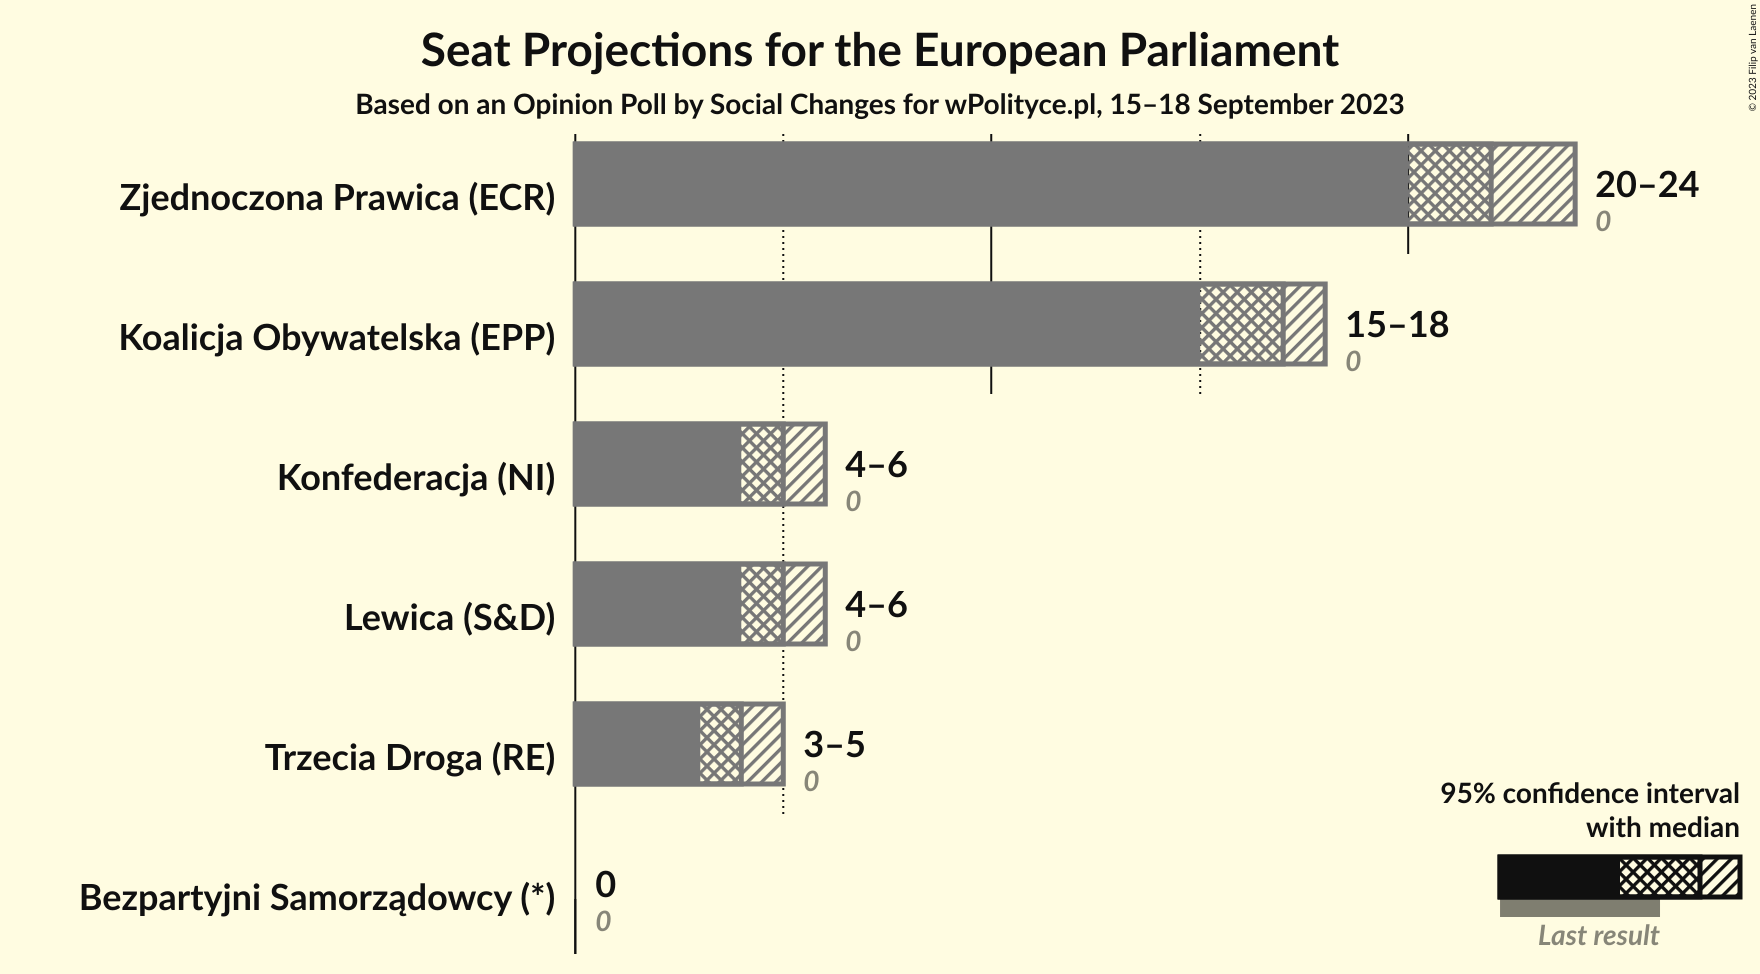 Seat Projections for the European Parliament
Based on an Opinion Poll by Social Changes for wPolityce.pl, 15–18 September 2023
© 2023 Filip van Laenen
Zjednoczona Prawica (ECR)
20–24
0
Koalicja Obywatelska (EPP)
15–18
0
Konfederacja (NI)
4–6
0
Lewica (S&D)
4–6
0
Trzecia Droga (RE)
3–5
0
Bezpartyjni Samorządowcy (*)
0
0
95% confidence interval
with median
Last result